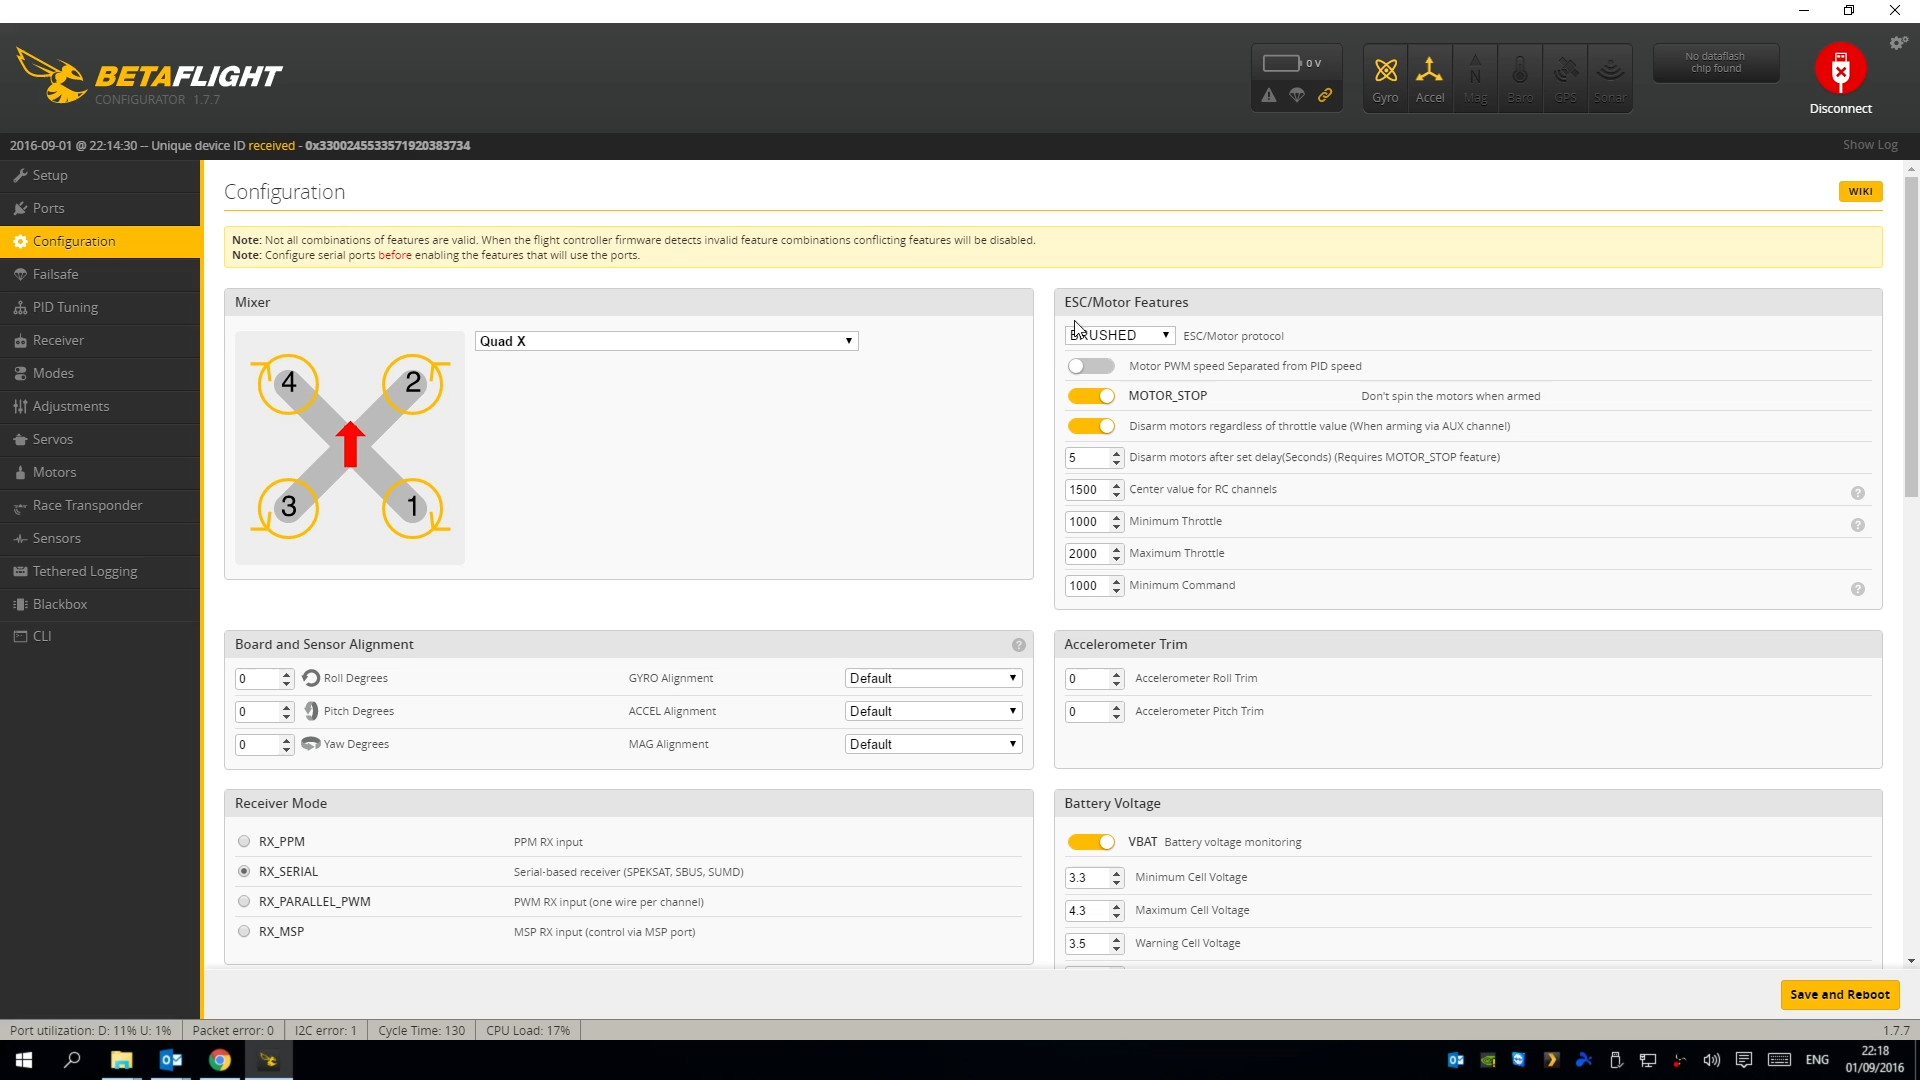 BETAFLIGHT
CONFIGURATOR 1.7.7
0 V
Gyro
Accel
Mag
Baro
GPS
Sonar
No dataflash
chip found
Disconnect
2016-09-01 @ 22:14:30 -- Unique device ID received - 0x3300245533571920383734
Show Log
Setup
Ports
Configuration
Failsafe
PID Tuning
Receiver
Modes
Adjustments
Servos
Motors
Race Transponder
Sensors
Tethered Logging
Blackbox
CLI
Configuration
WIKI
Note: Not all combinations of features are valid. When the flight controller firmware detects invalid feature combinations conflicting features will be disabled.
Note: Configure serial ports before enabling the features that will use the ports.
Mixer
Quad X
4
2
3
1
ESC/Motor Features
BRUSHED ESC/Motor protocol
Motor PWM speed Separated from PID speed
MOTOR_STOP Don't spin the motors when armed
Disarm motors regardless of throttle value (When arming via AUX channel)
5 Disarm motors after set delay(Seconds) (Requires MOTOR_STOP feature)
1500 Center value for RC channels ?
1000 Minimum Throttle ?
2000 Maximum Throttle
1000 Minimum Command ?
Board and Sensor Alignment ?
0 Roll Degrees GYRO Alignment Default
0 Pitch Degrees ACCEL Alignment Default
0 Yaw Degrees MAG Alignment Default
Accelerometer Trim
0 Accelerometer Roll Trim
0 Accelerometer Pitch Trim
Receiver Mode
RX_PPM PPM RX input
RX_SERIAL Serial-based receiver (SPEKSAT, SBUS, SUMD)
RX_PARALLEL_PWM PWM RX input (one wire per channel)
RX_MSP MSP RX input (control via MSP port)
Battery Voltage
VBAT Battery voltage monitoring
3.3 Minimum Cell Voltage
4.3 Maximum Cell Voltage
3.5 Warning Cell Voltage
Save and Reboot
Port utilization: D: 11% U: 1% Packet error: 0 I2C error: 1 Cycle Time: 130 CPU Load: 17% 1.7.7
ENG
22:18
01/09/2016